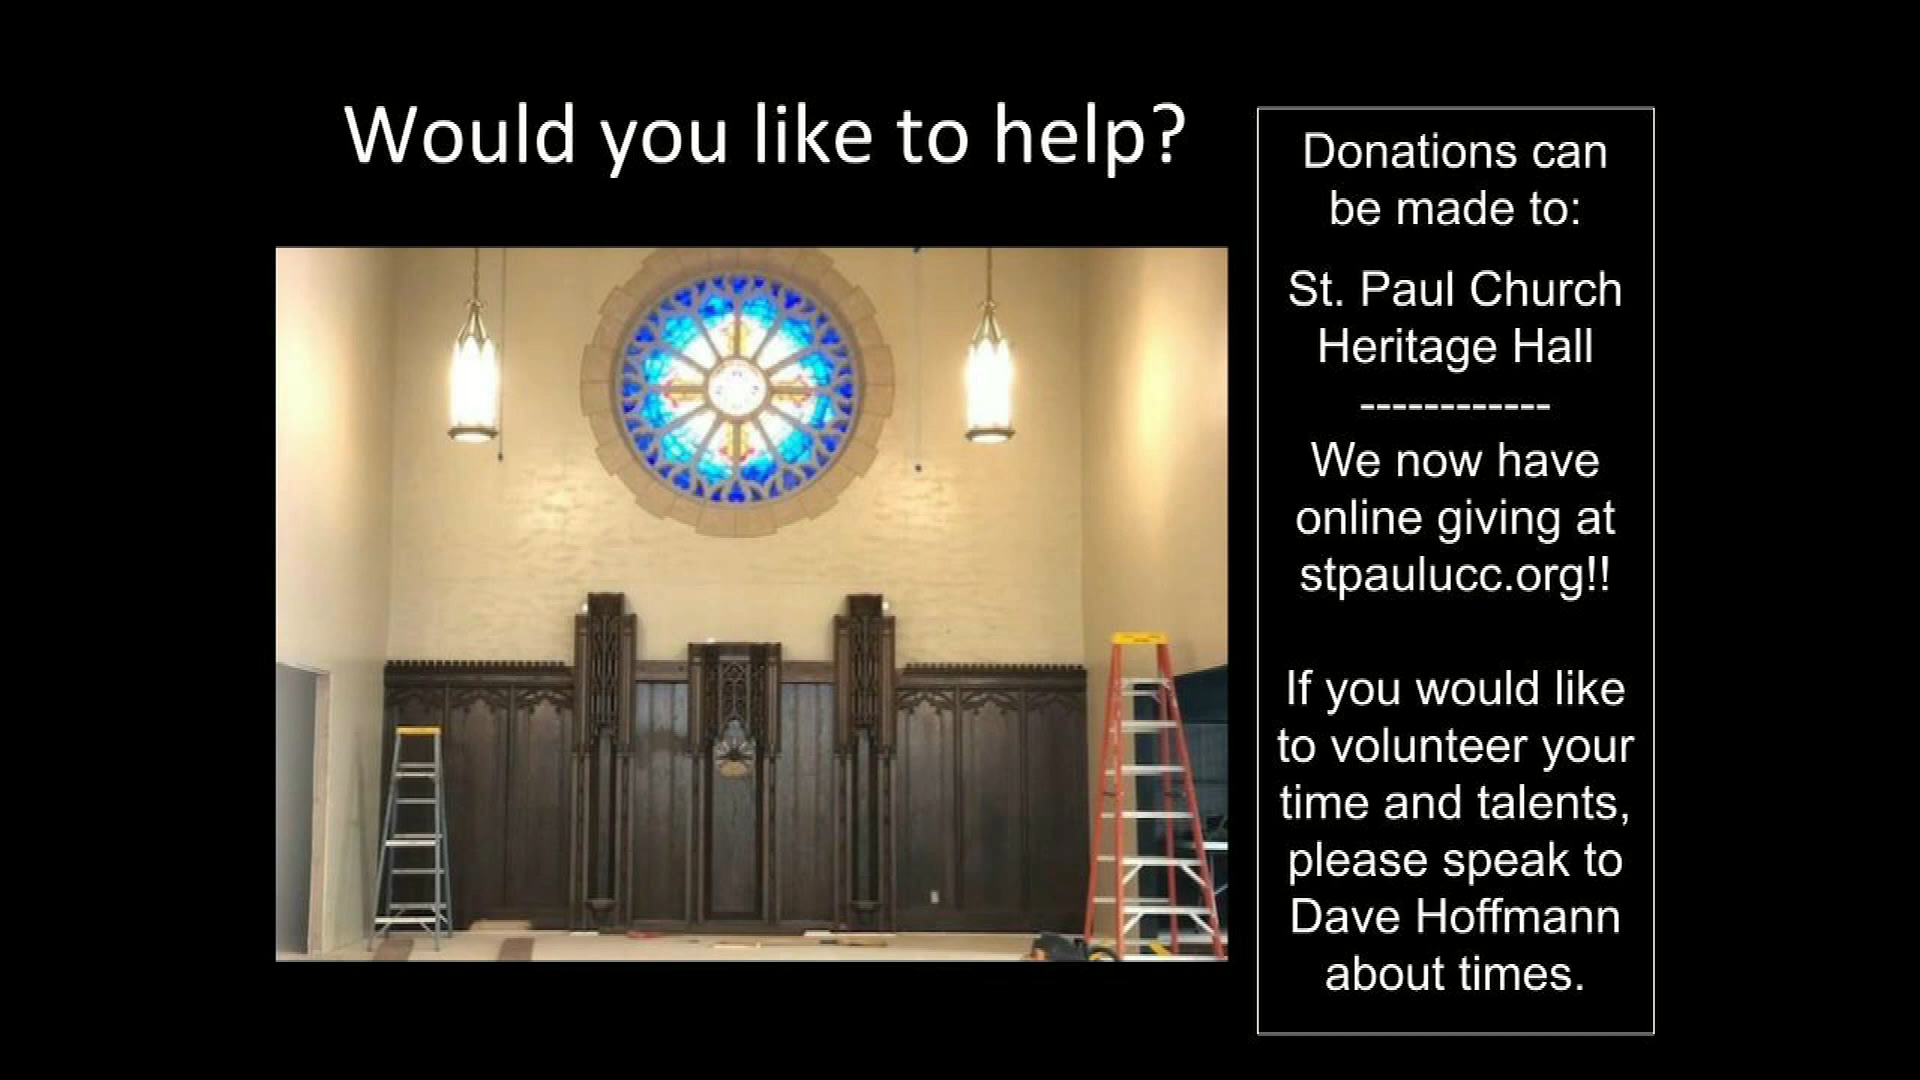 Would you like to help?
Donations can
be made to:
St. Paul Church
Heritage Hall
------------
We now have
online giving at
stpaulucc.org!!
If you would like
to volunteer your
time and talents,
please speak to
Dave Hoffmann
about times.